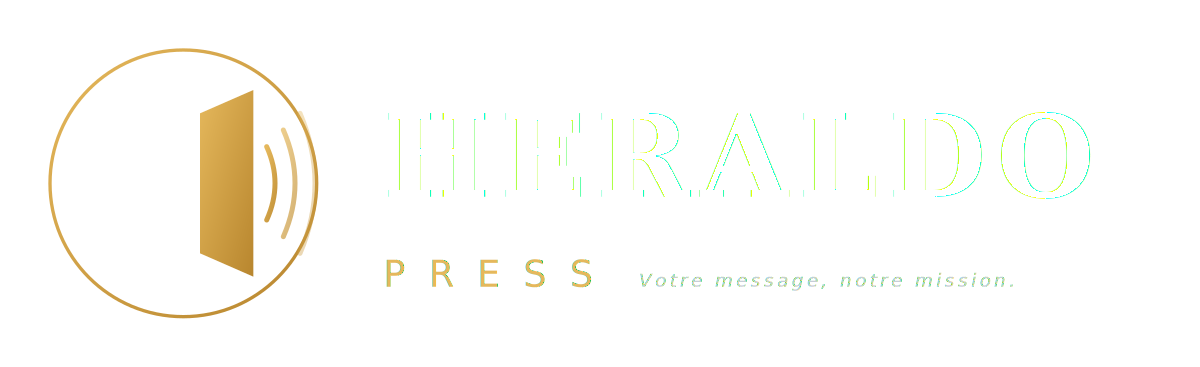 HERALDO
PRESS Votre message, notre mission.